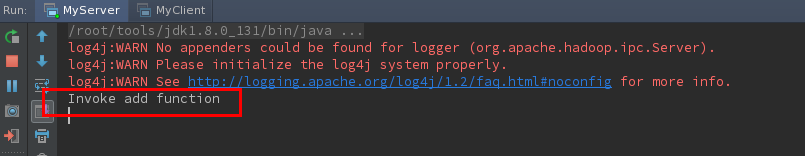 Run: MyServer MyClient
/root/tools/jdk1.8.0_131/bin/java ...
log4j:WARN No appenders could be found for logger (org.apache.hadoop.ipc.Server).
log4j:WARN Please initialize the log4j system properly.
log4j:WARN See http://logging.apache.org/log4j/1.2/faq.html#noconfig for more info.
Invoke add function